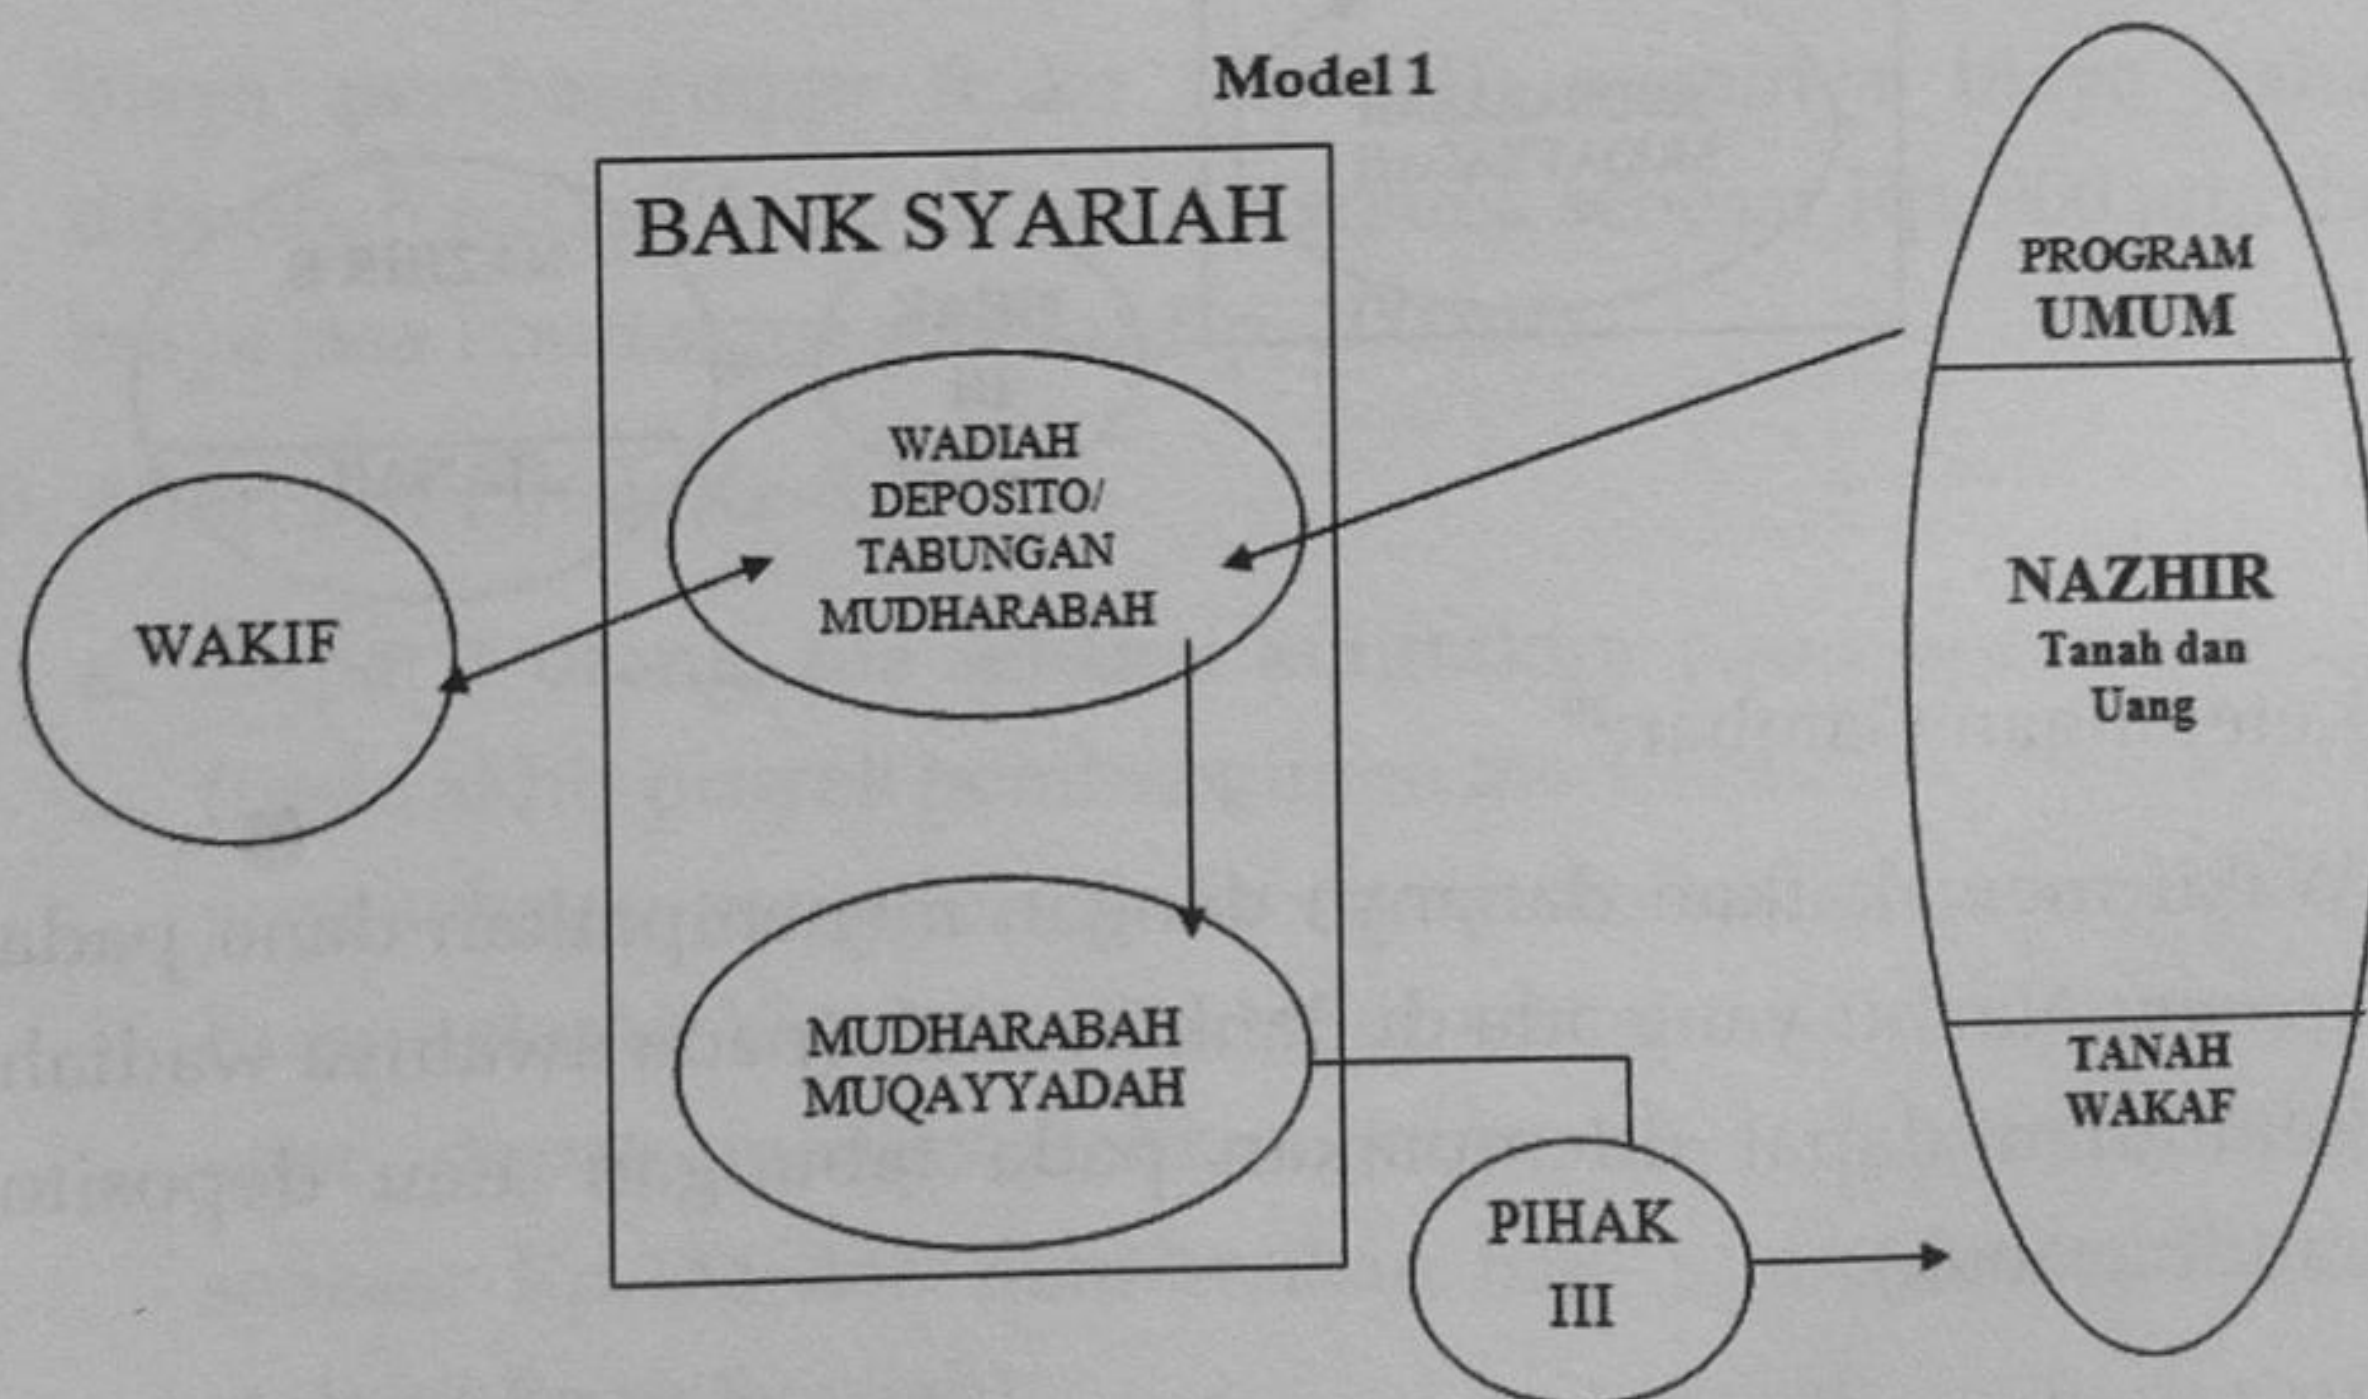 Model 1
BANK SYARIAH
WADIAH
DEPOSITO/
TABUNGAN
MUDHARABAH
WAKIF
MUDHARABAH
MUQAYYADAH
PIHAK
III
PROGRAM
UMUM
NAZHIR
Tanah dan
Uang
TANAH
WAKAF